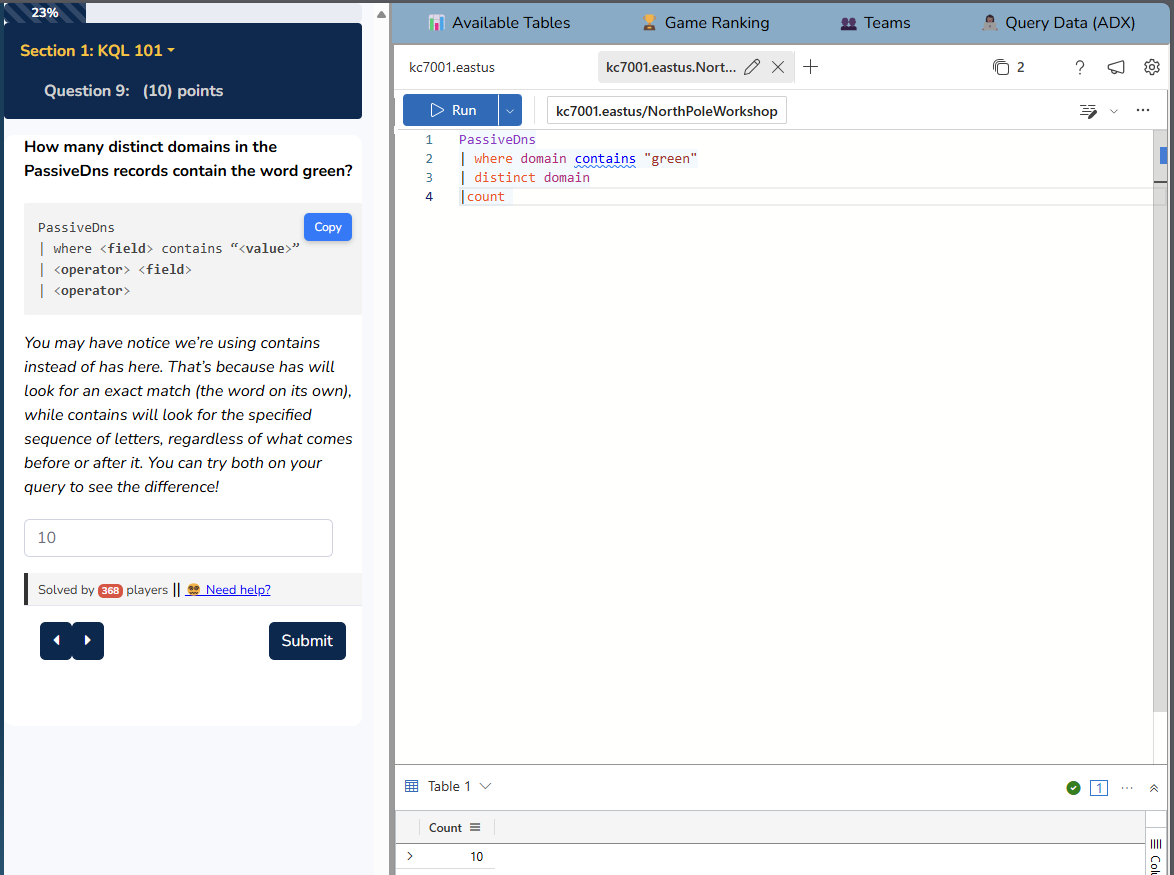 23%
Section 1: KQL 101
Question 9: (10) points
How many distinct domains in the
PassiveDns records contain the word green?
Copy
PassiveDns
| where <field> contains “<value>”
| <operator> <field>
| <operator>
You may have notice we’re using contains
instead of has here. That’s because has will
look for an exact match (the word on its own),
while contains will look for the specified
sequence of letters, regardless of what comes
before or after it. You can try both on your
query to see the difference!
10
Solved by 368 players || Need help?
Submit
Available Tables
Game Ranking
Teams
Query Data (ADX)
kc7001.eastus
kc7001.eastus.Nort...
2
Run
kc7001.eastus/NorthPoleWorkshop
1 PassiveDns
2 | where domain contains "green"
3 | distinct domain
4 |count
Table 1
1
Count
10